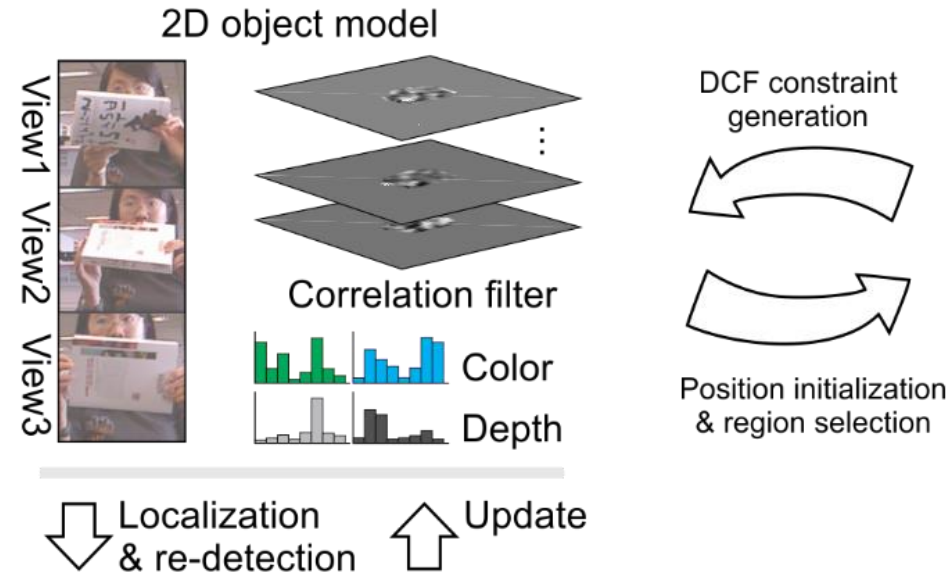 2D object model
View1
View2
View3
Correlation filter
Color
Depth
DCF constraint
generation
Position initialization
& region selection
Localization
& re-detection
Update